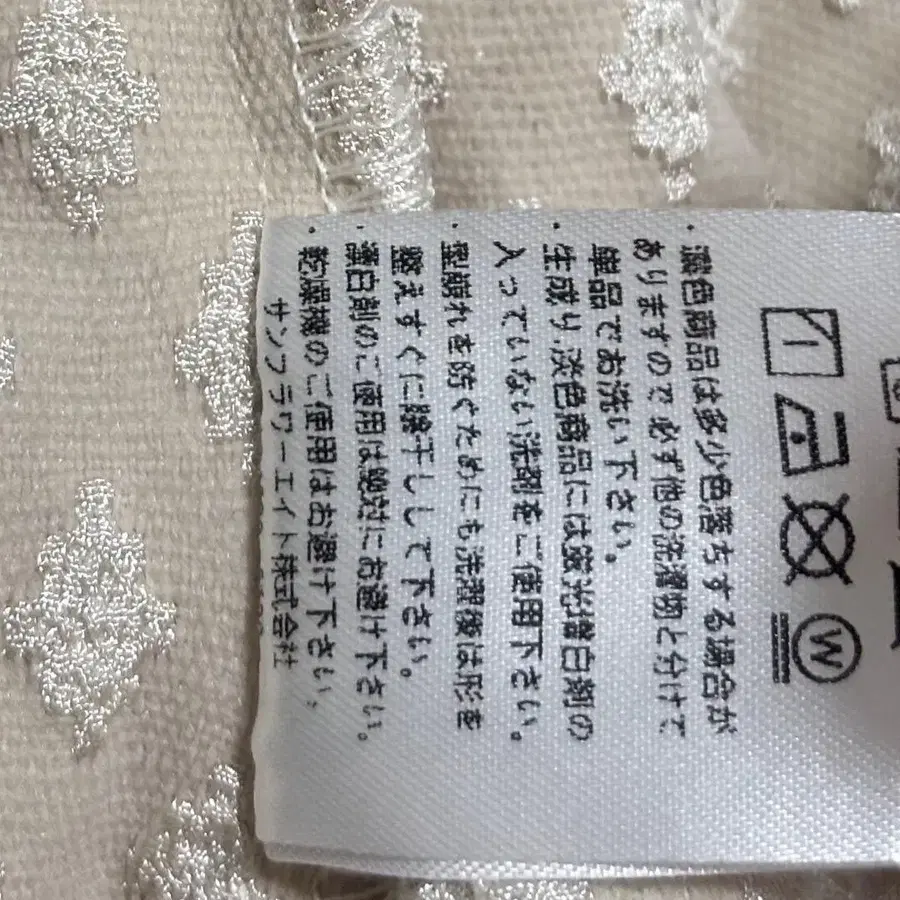 W
・濃色商品は多少色落ちする場合が
ありますので必ず他の洗濯物と分けて
単品でお洗い下さい。
・生成り、淡色商品には蛍光増白剤の
入っていない洗剤をご使用下さい。
・型崩れを防ぐためにも洗濯後は形を
整えすぐに陰干しして下さい。
・漂白剤のご使用は絶対にお避け下さい。
・乾燥機のご使用はお避け下さい。
サンフラワーエイト株式会社